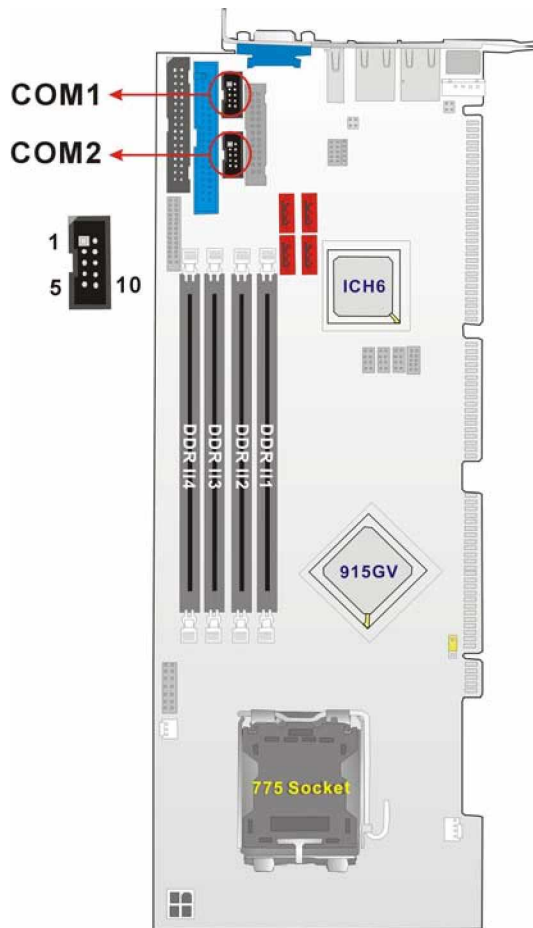 COM1
COM2
1
5 10
ICH6
DDR II4
DDR II3
DDR II2
DDR II1
915GV
775 Socket